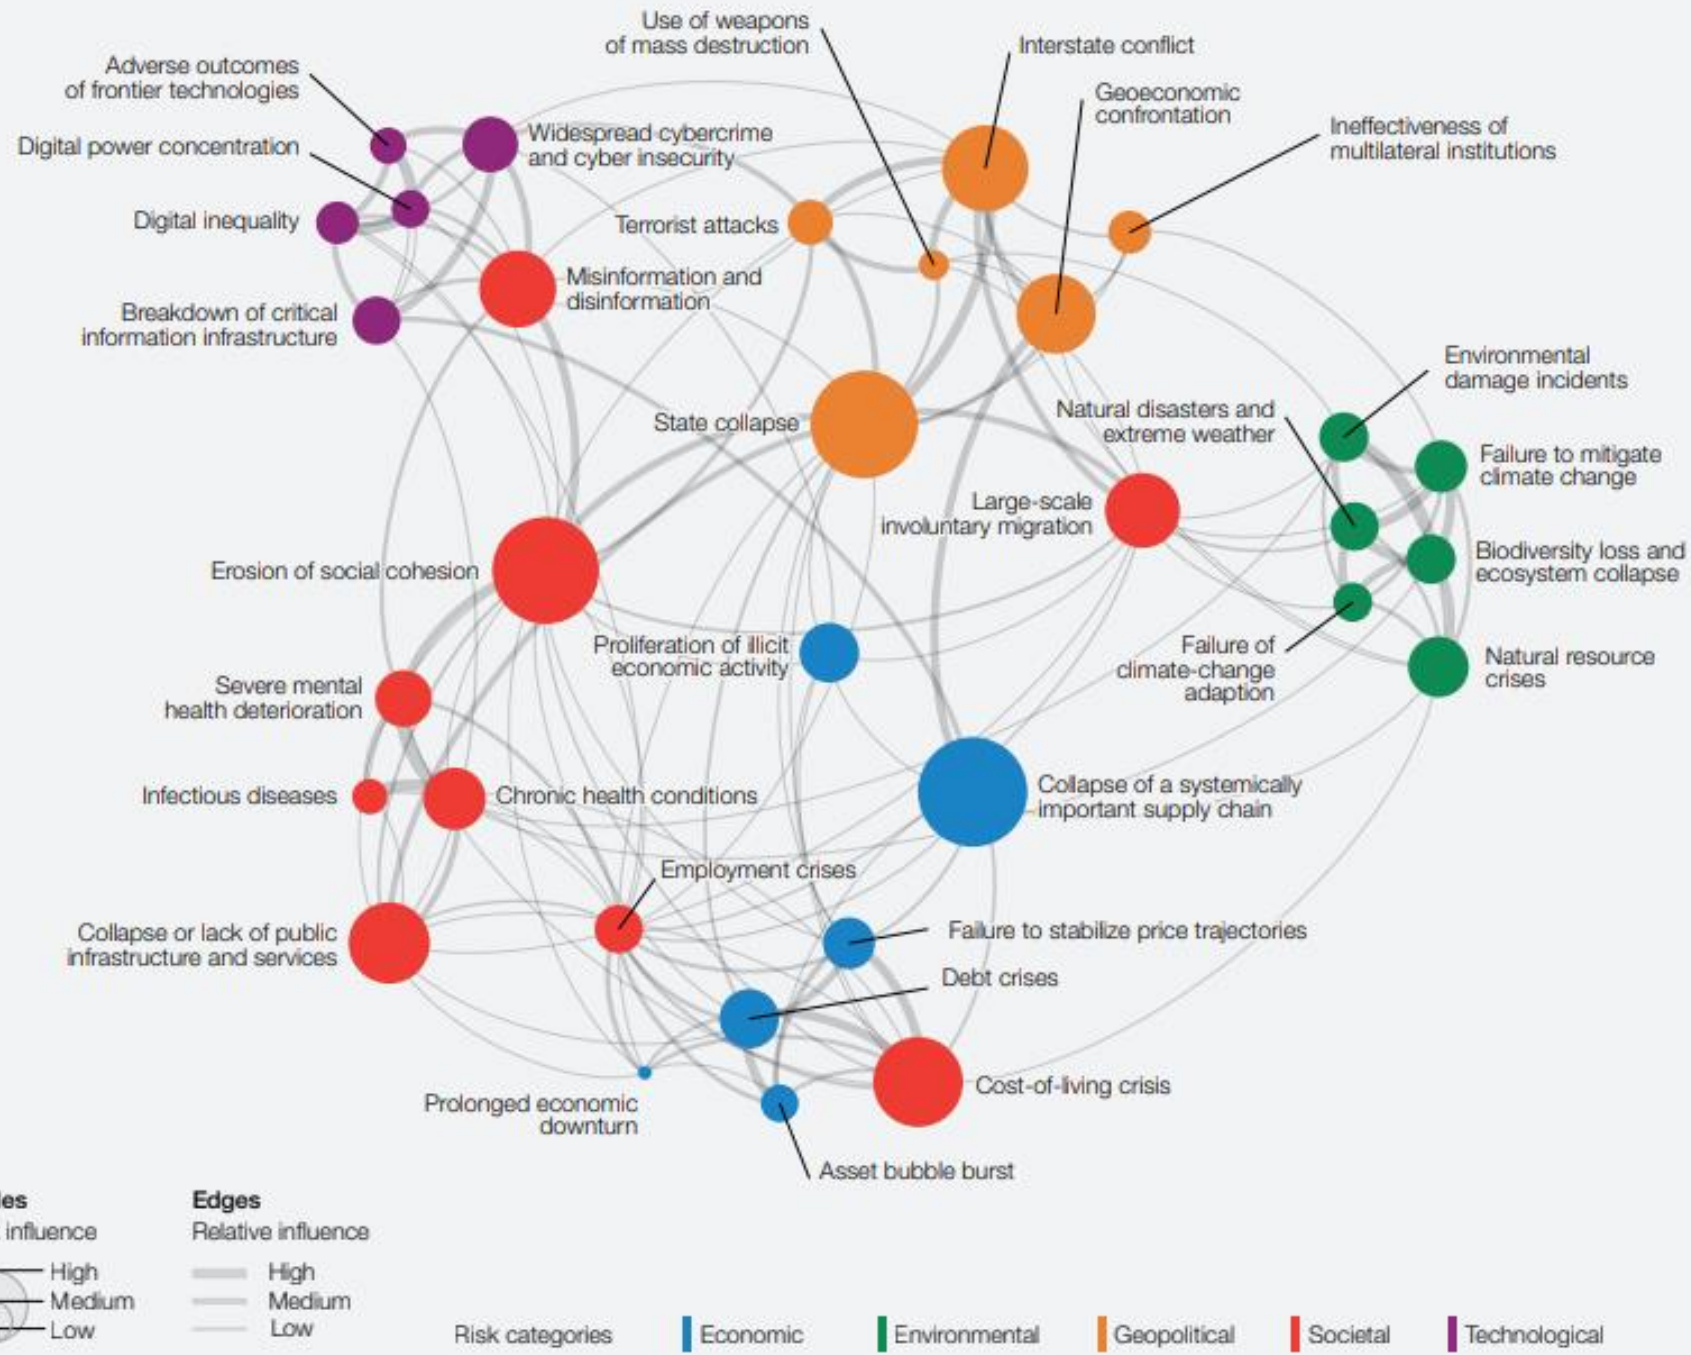 Use of weapons
of mass destruction
Interstate conflict
Adverse outcomes
of frontier technologies
Geoeconomic
confrontation
Ineffectiveness of
multilateral institutions
Digital power concentration
Widespread cybercrime
and cyber insecurity
Digital inequality
Terrorist attacks
Misinformation and
disinformation
Breakdown of critical
information infrastructure
Environmental
damage incidents
State collapse
Natural disasters and
extreme weather
Failure to mitigate
climate change
Large-scale
involuntary migration
Biodiversity loss and
ecosystem collapse
Erosion of social cohesion
Proliferation of illicit
economic activity
Failure of
climate-change
adaption
Natural resource
crises
Severe mental
health deterioration
Infectious diseases
Chronic health conditions
Collapse of a systemically
important supply chain
Employment crises
Collapse or lack of public
infrastructure and services
Failure to stabilize price trajectories
Debt crises
Cost-of-living crisis
Prolonged economic
downturn
Asset bubble burst
influence
High
Medium
Low
Edges
Relative influence
High
Medium
Low
Risk categories
Economic
Environmental
Geopolitical
Societal
Technological